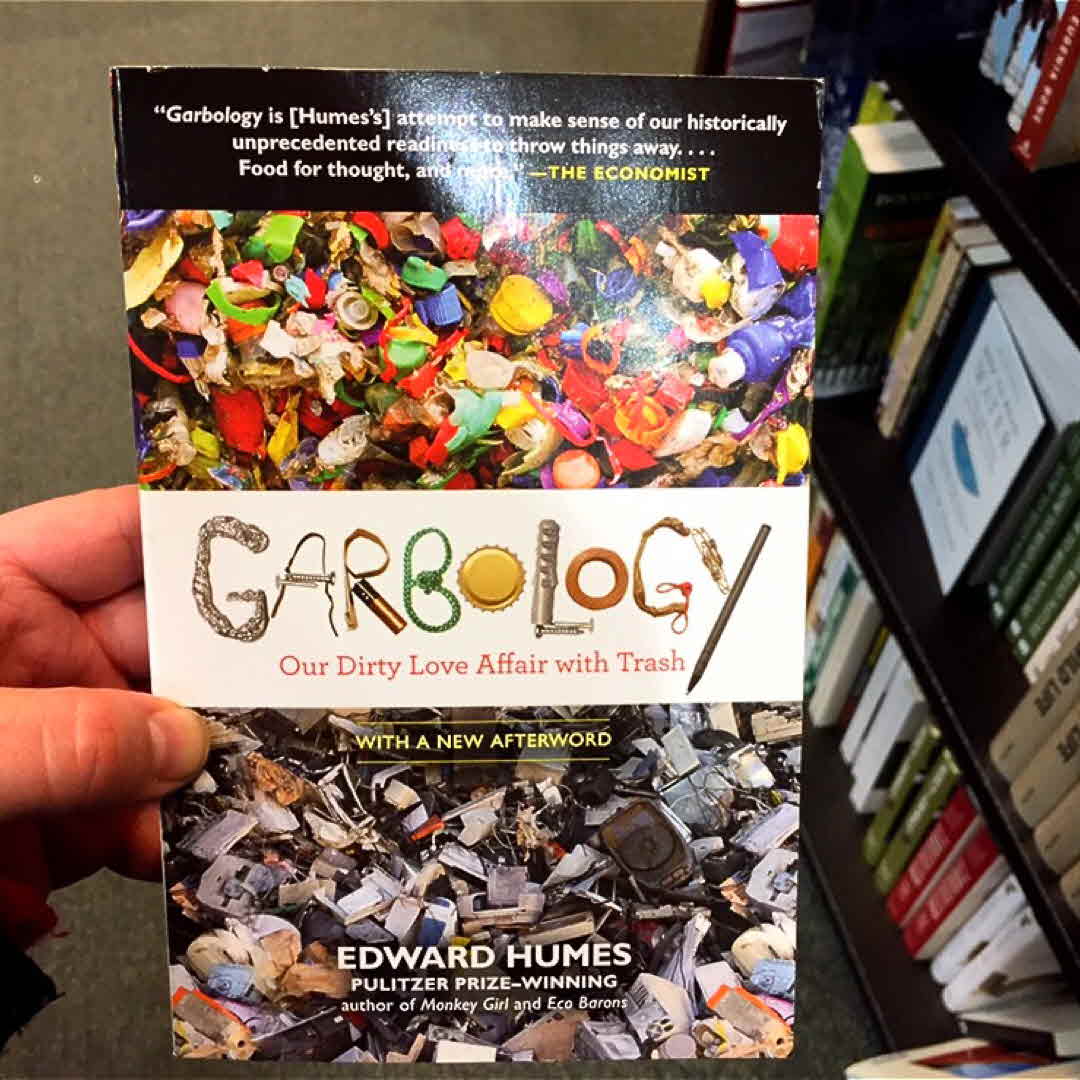 “Garbology is [Humes’s] attempt to make sense of our historically
unprecedented readiness to throw things away. . . .
Food for thought, and more.” —THE ECONOMIST
GARBOLOGY
Our Dirty Love Affair with Trash
WITH A NEW AFTERWORD
EDWARD HUMES
PULITZER PRIZE–WINNING
author of Monkey Girl and Eco Barons